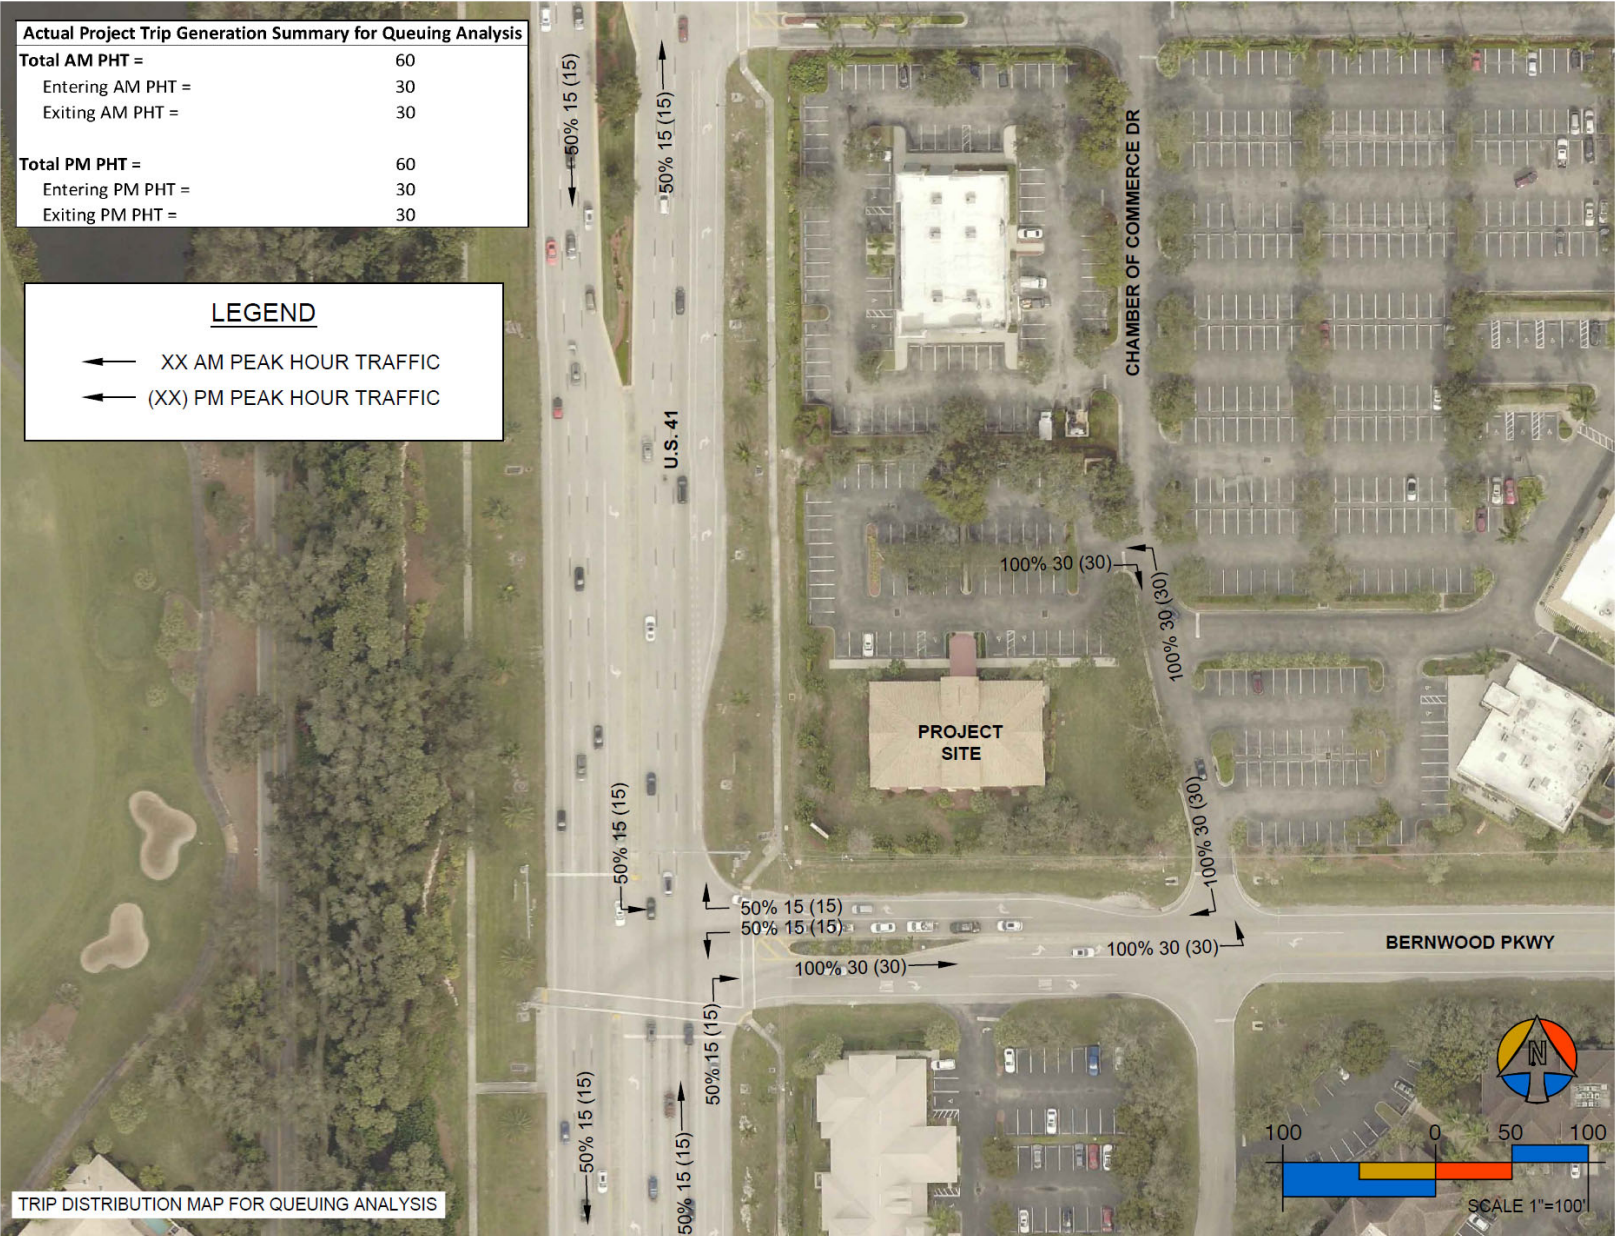 Actual Project Trip Generation Summary for Queuing Analysis
Total AM PHT = 60
Entering AM PHT = 30
Exiting AM PHT = 30
Total PM PHT = 60
Entering PM PHT = 30
Exiting PM PHT = 30
LEGEND
XX AM PEAK HOUR TRAFFIC
(XX) PM PEAK HOUR TRAFFIC
50% 15 (15)
50% 15 (15)
U.S. 41
CHAMBER OF COMMERCE DR
100% 30 (30)
100% 30 (30)
PROJECT
SITE
100% 30 (30)
50% 15 (15)
50% 15 (15)
50% 15 (15)
100% 30 (30)
100% 30 (30)
BERNWOOD PKWY
50% 15 (15)
50% 15 (15)
50% 15 (15)
N
100 0 50 100
SCALE 1"=100'
TRIP DISTRIBUTION MAP FOR QUEUING ANALYSIS